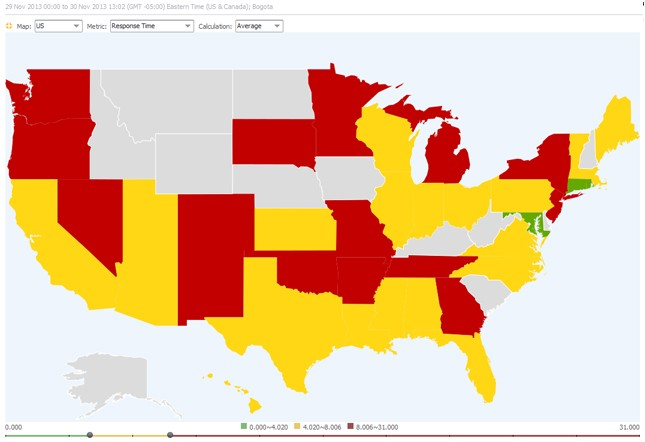 29 Nov 2013 00:00 to 30 Nov 2013 13:02 (GMT -05:00) Eastern Time (US & Canada); Bogota
Map: US Metric: Response Time Calculation: Average
0.000 0.000~4.020 4.020~8.006 8.006~31.000 31.000